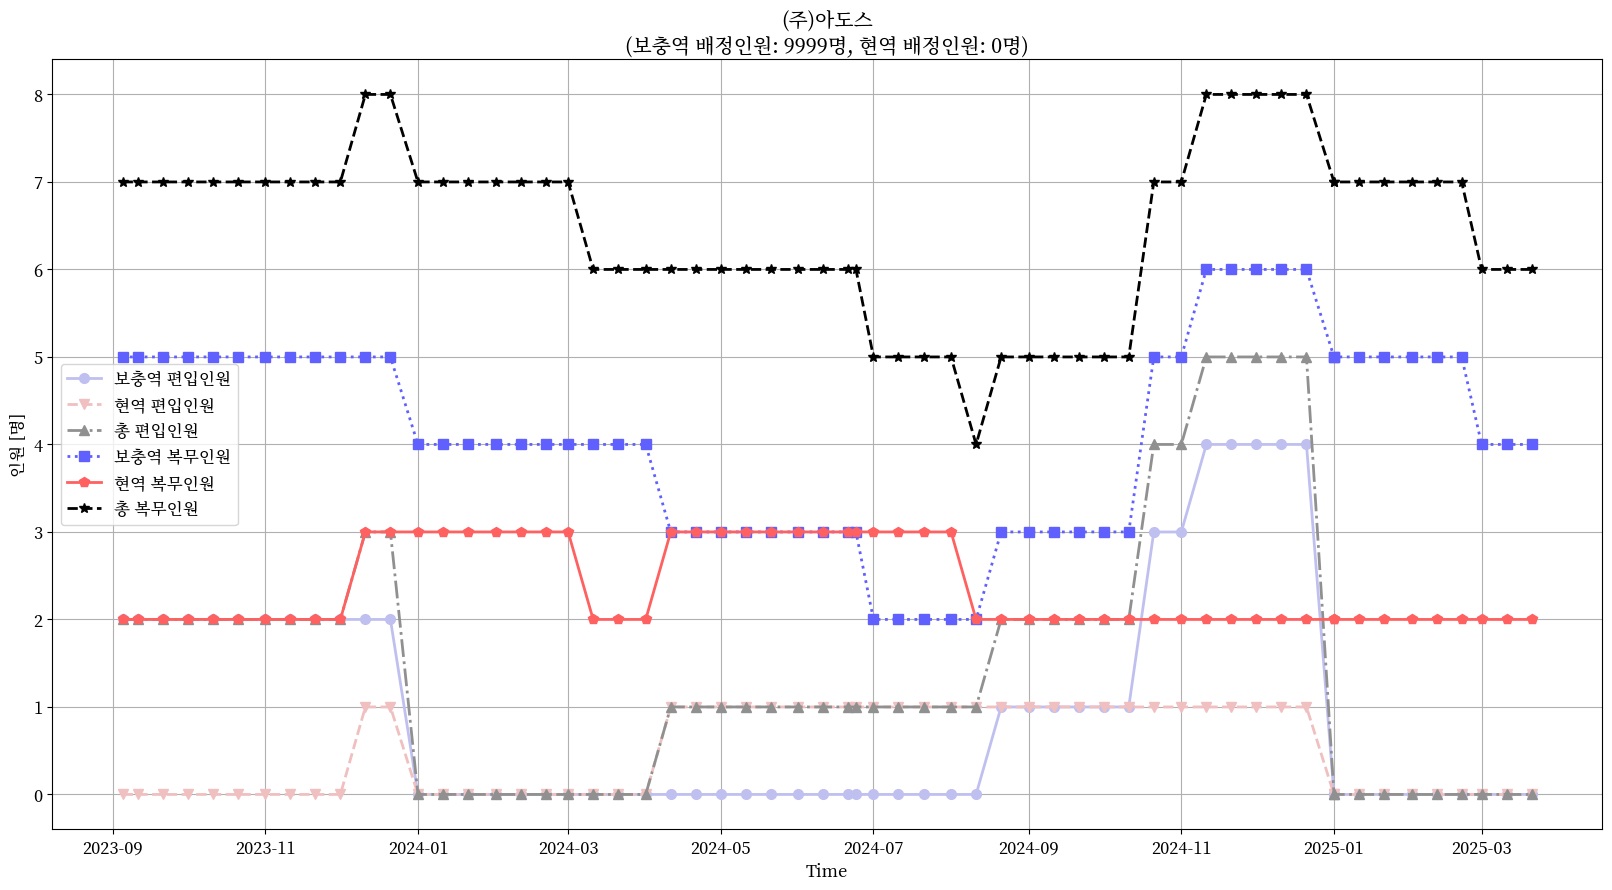 (주)아도스
(보충역 배정인원: 9999명, 현역 배정인원: 0명)
인원 [명]
8
7
6
5
4
3
2
1
0
보충역 편입인원
현역 편입인원
총 편입인원
보충역 복무인원
현역 복무인원
총 복무인원
2023-09 2023-11 2024-01 2024-03 2024-05 2024-07 2024-09 2024-11 2025-01 2025-03
Time